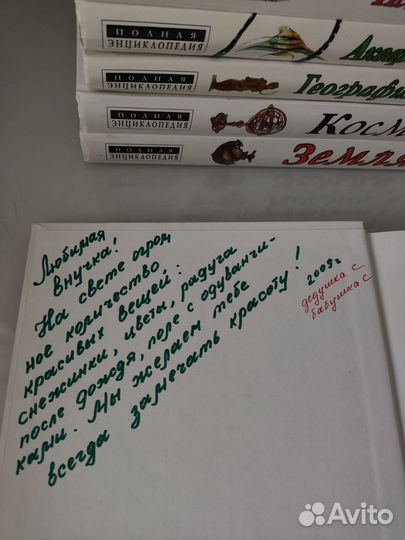 ПОЛНАЯ
ЭНЦИКЛОПЕДИЯ
ПОЛНАЯ
ЭНЦИКЛОПЕДИЯ
Географи
ПОЛНАЯ
ЭНЦИКЛОПЕДИЯ
Косм
ПОЛНАЯ
ЭНЦИКЛОПЕДИЯ
Земля
Любимая
внучка!
На свете огром
ное количество
красивых вещей:
снежинки, цветы, радуга
после дождя, поле с одуванчи-
ками. Мы желаем тебе
всегда замечать красоту!
2009г
дедушка с
бабушка с
Avito